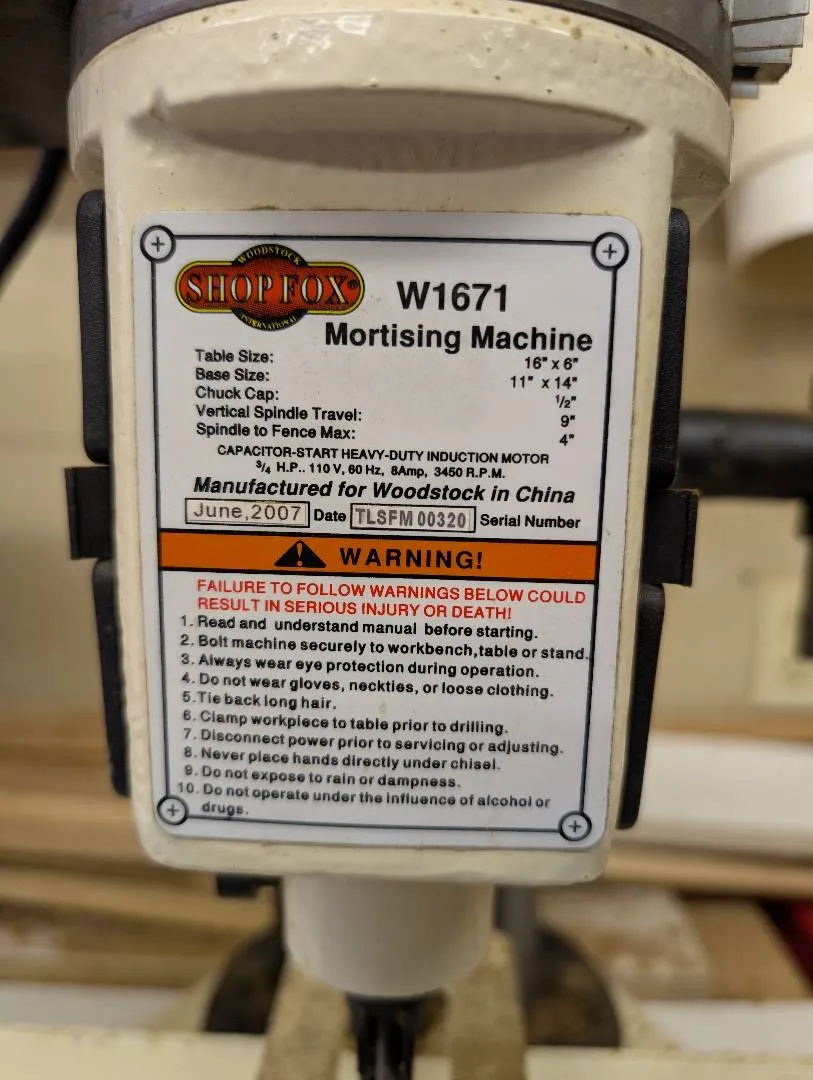 WOODSTOCK
SHOP FOX®
INTERNATIONAL
W1671
Mortising Machine
Table Size: 16" x 6"
Base Size: 11" x 14"
Chuck Cap: 1/2"
Vertical Spindle Travel: 9"
Spindle to Fence Max: 4"
CAPACITOR-START HEAVY-DUTY INDUCTION MOTOR
3/4 H.P.. 110 V, 60 Hz, 8Amp, 3450 R.P.M.
Manufactured for Woodstock in China
June,2007 Date TLSFM 00320 Serial Number
WARNING!
FAILURE TO FOLLOW WARNINGS BELOW COULD
RESULT IN SERIOUS INJURY OR DEATH!
1. Read and understand manual before starting.
2. Bolt machine securely to workbench,table or stand.
3. Always wear eye protection during operation.
4. Do not wear gloves, neckties, or loose clothing.
5.Tie back long hair.
6. Clamp workpiece to table prior to drilling.
7. Disconnect power prior to servicing or adjusting.
8. Never place hands directly under chisel.
9. Do not expose to rain or dampness.
10. Do not operate under the influence of alcohol or
drugs.